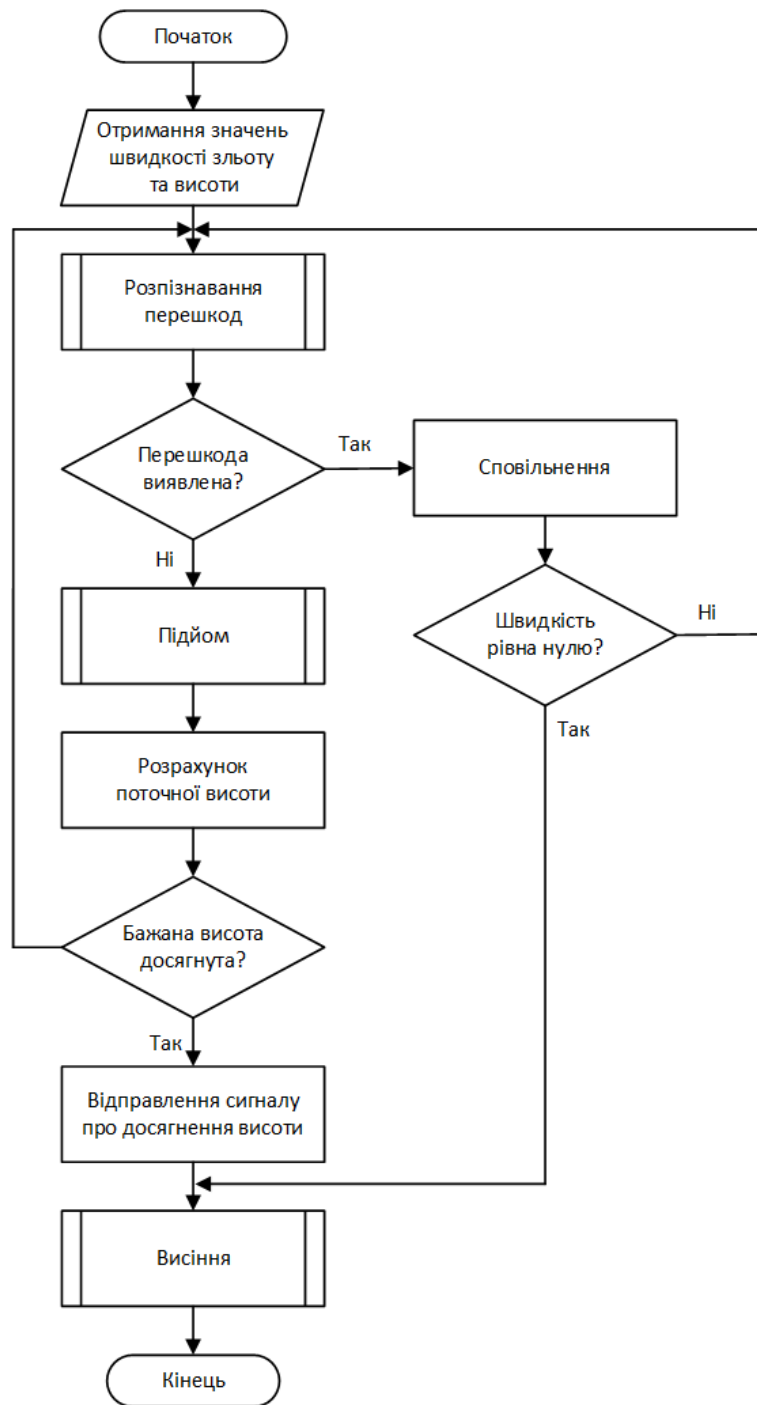 Початок
Отримання значень
швидкості зльоту
та висоти
Розпізнавання
перешкод
Перешкода
виявлена?
Так
Сповільнення
Ні
Швидкість
рівна нулю?
Ні
Підйом
Так
Розрахунок
поточної висоти
Бажана висота
досягнута?
Так
Відправлення сигналу
про досягнення висоти
Висіння
Кінець